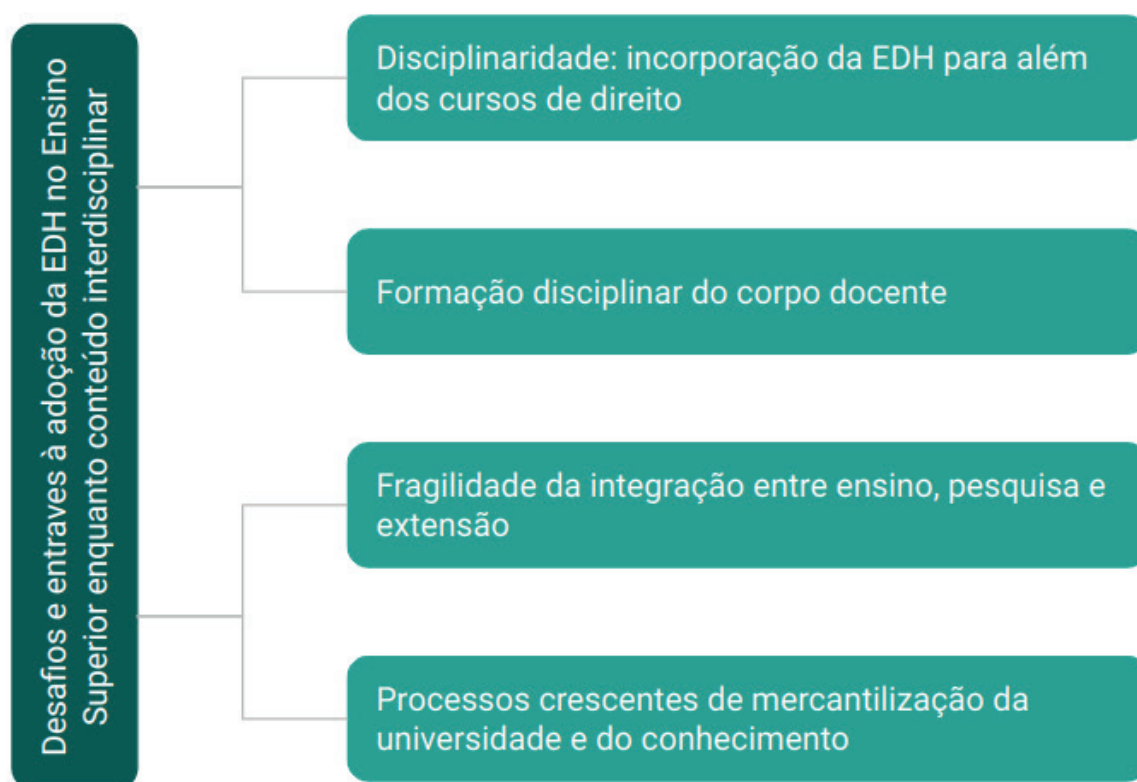 Desafios e entraves à adoção da EDH no Ensino
Superior enquanto conteúdo interdisciplinar
Disciplinaridade: incorporação da EDH para além
dos cursos de direito
Formação disciplinar do corpo docente
Fragilidade da integração entre ensino, pesquisa e
extensão
Processos crescentes de mercantilização da
universidade e do conhecimento